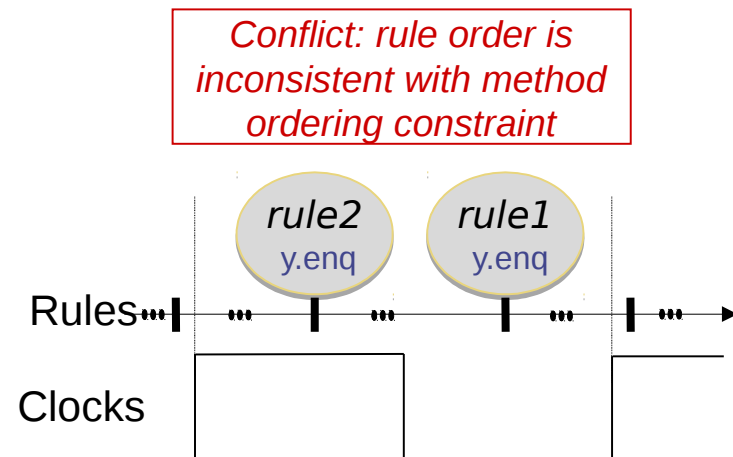 Conflict: rule order is
inconsistent with method
ordering constraint
rule2
y.enq
rule1
y.enq
Rules
Clocks